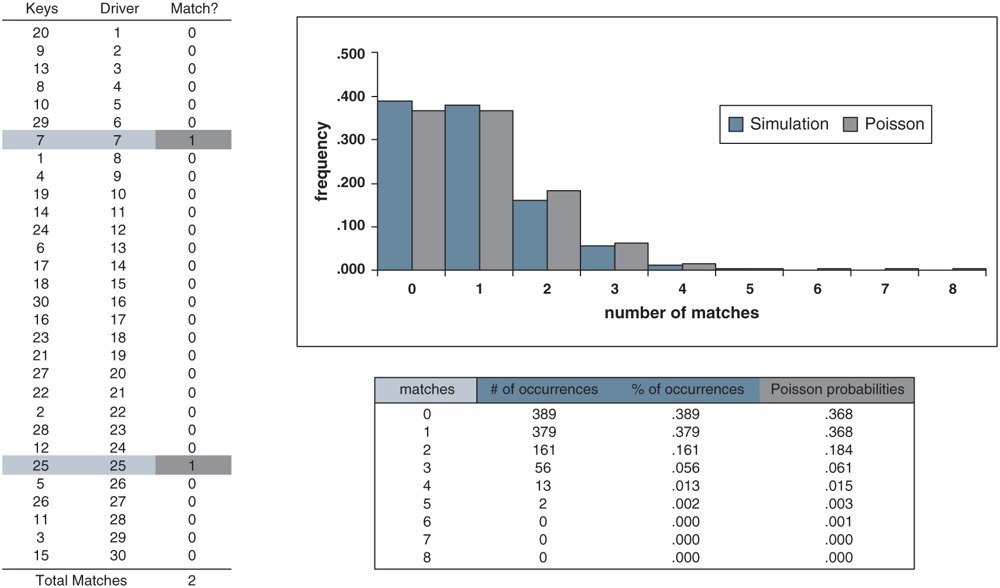 Keys Driver Match?
20 1 0
9 2 0
13 3 0
8 4 0
10 5 0
29 6 0
7 7 1
1 8 0
4 9 0
19 10 0
14 11 0
24 12 0
6 13 0
17 14 0
18 15 0
30 16 0
16 17 0
23 18 0
21 19 0
27 20 0
22 21 0
2 22 0
28 23 0
12 24 0
25 25 1
5 26 0
26 27 0
11 28 0
3 29 0
15 30 0
Total Matches 2
frequency
.500
.400
.300
.200
.100
.000
0 1 2 3 4 5 6 7 8
number of matches
Simulation Poisson
matches # of occurrences % of occurrences Poisson probabilities
0 389 .389 .368
1 379 .379 .368
2 161 .161 .184
3 56 .056 .061
4 13 .013 .015
5 2 .002 .003
6 0 .000 .001
7 0 .000 .000
8 0 .000 .000